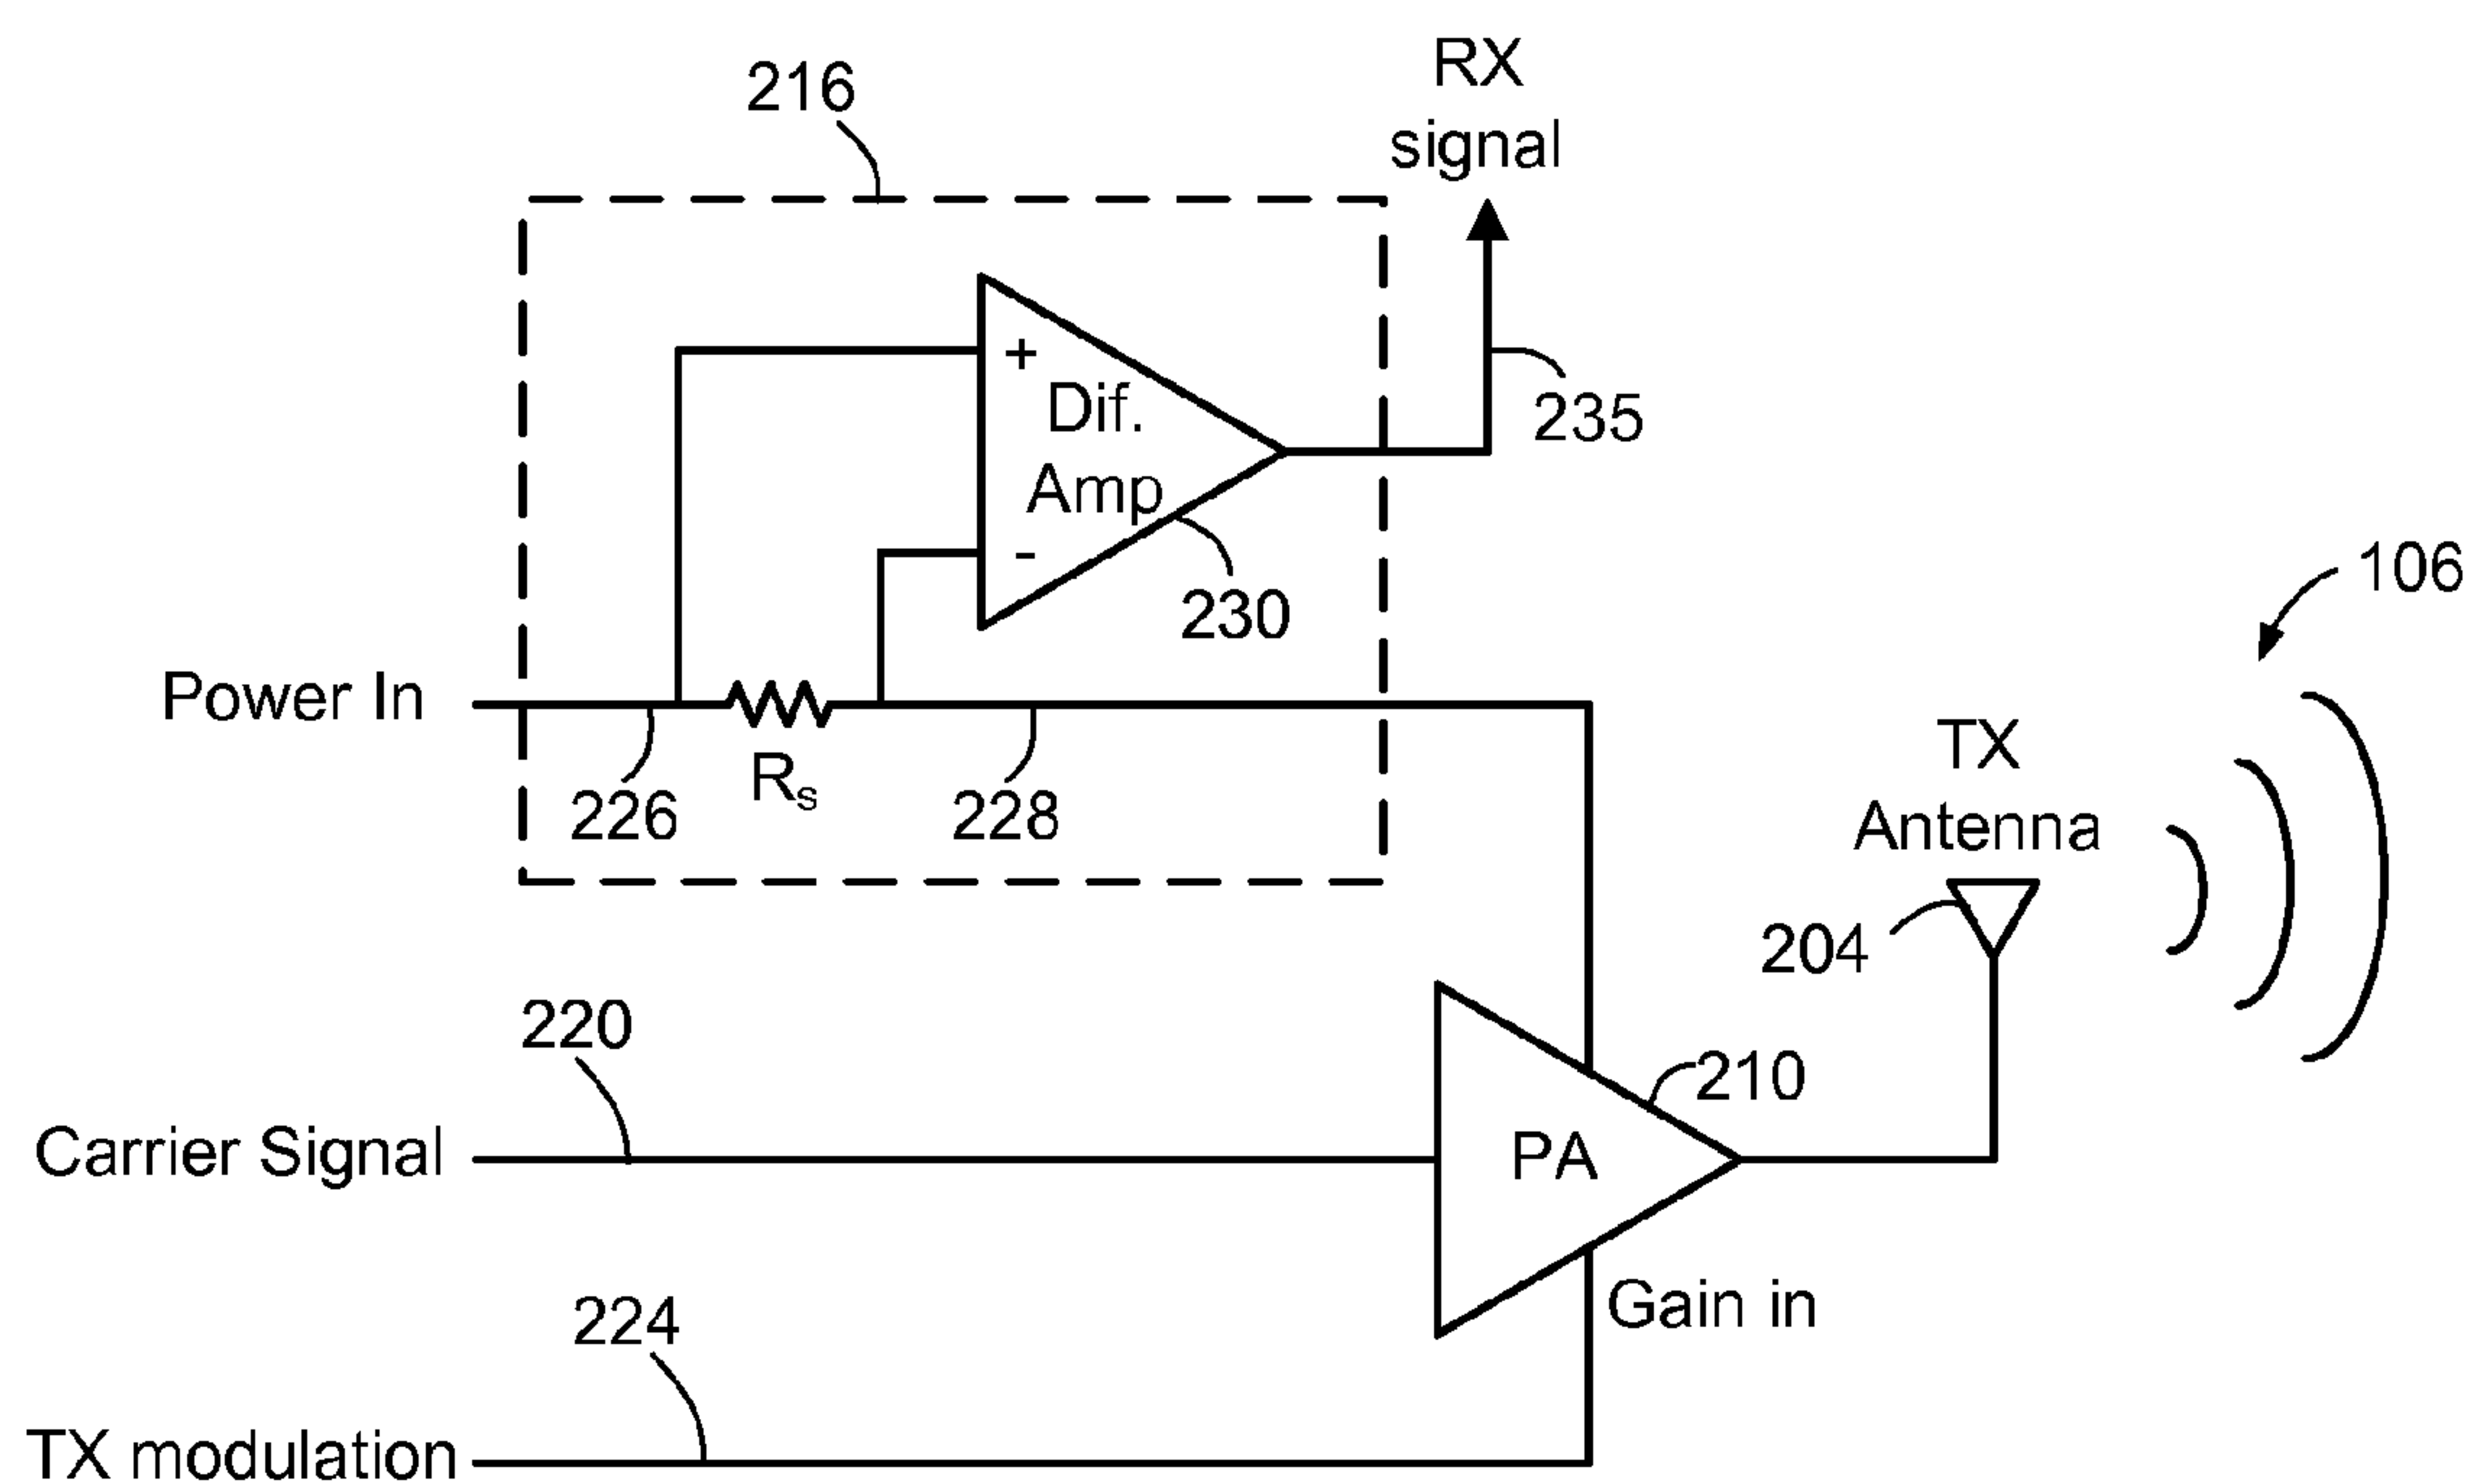 RX
signal
216
+
Dif.
Amp
-
235
230
106
Power In
Rs
226
228
TX
Antenna
204
220
210
Carrier Signal
PA
Gain in
224
TX modulation